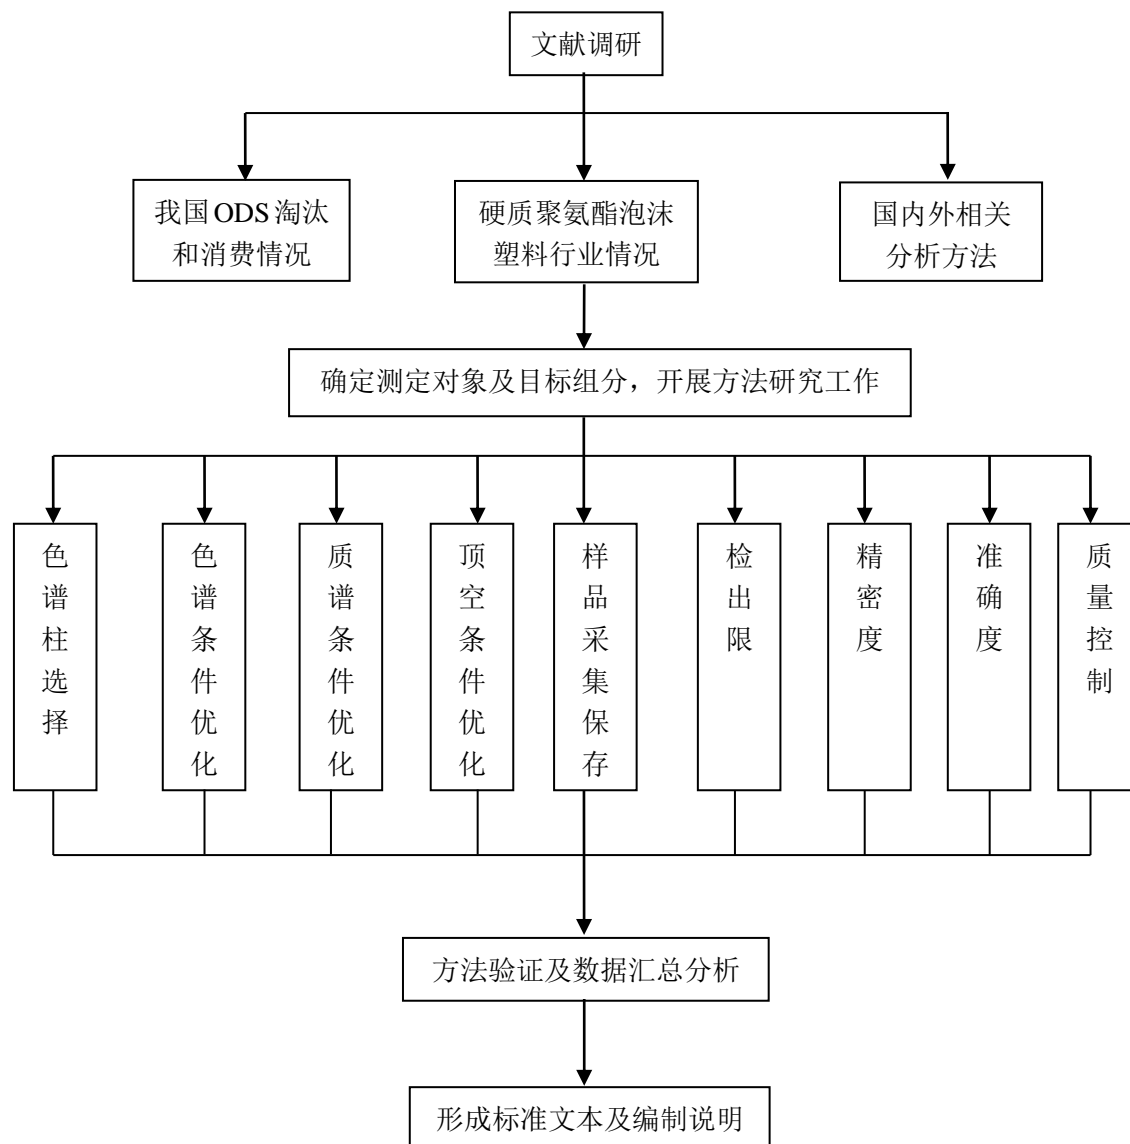 文献调研
我国 ODS 淘汰
和消费情况
硬质聚氨酯泡沫
塑料行业情况
国内外相关
分析方法
确定测定对象及目标组分，开展方法研究工作
色谱柱选择
色谱条件优化
质谱条件优化
顶空条件优化
样品采集保存
检出限
精密度
准确度
质量控制
方法验证及数据汇总分析
形成标准文本及编制说明